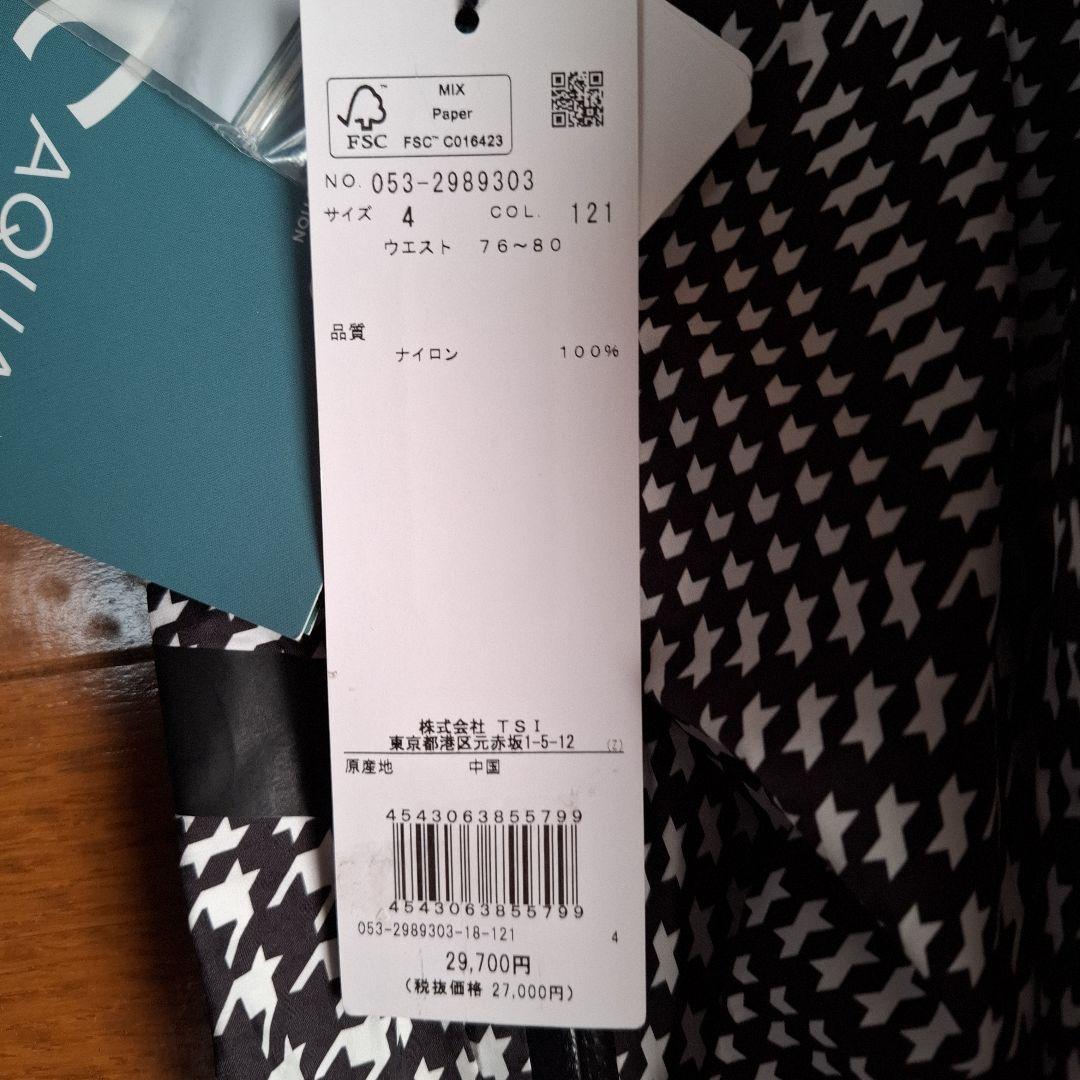 AQUA
MIX
Paper
FSC™ C016423
FSC
NO. 053-2989303
サイズ 4 COL. 121
ウエスト 76〜80
品質
ナイロン 100%
株式会社 TSI
東京都港区元赤坂1-5-12 (Z)
原産地 中国
4543063855799
4543063855799
053-2989303-18-121 4
29,700円
(税抜価格 27,000円)